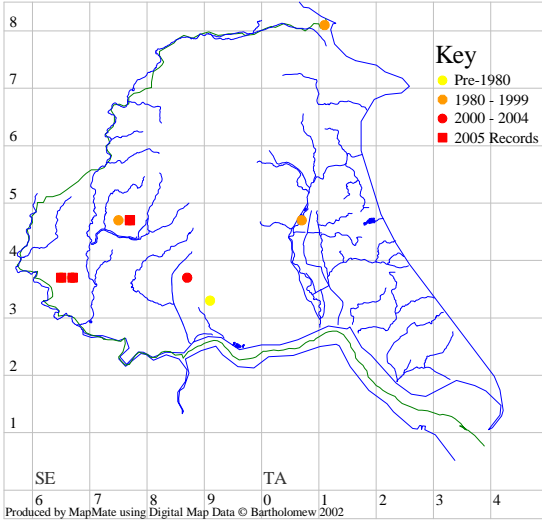 8
7
6
5
4
3
2
1
Key
Pre-1980
1980 - 1999
2000 - 2004
2005 Records
SE TA
6 7 8 9 0 1 2 3 4
Produced by MapMate using Digital Map Data © Bartholomew 2002